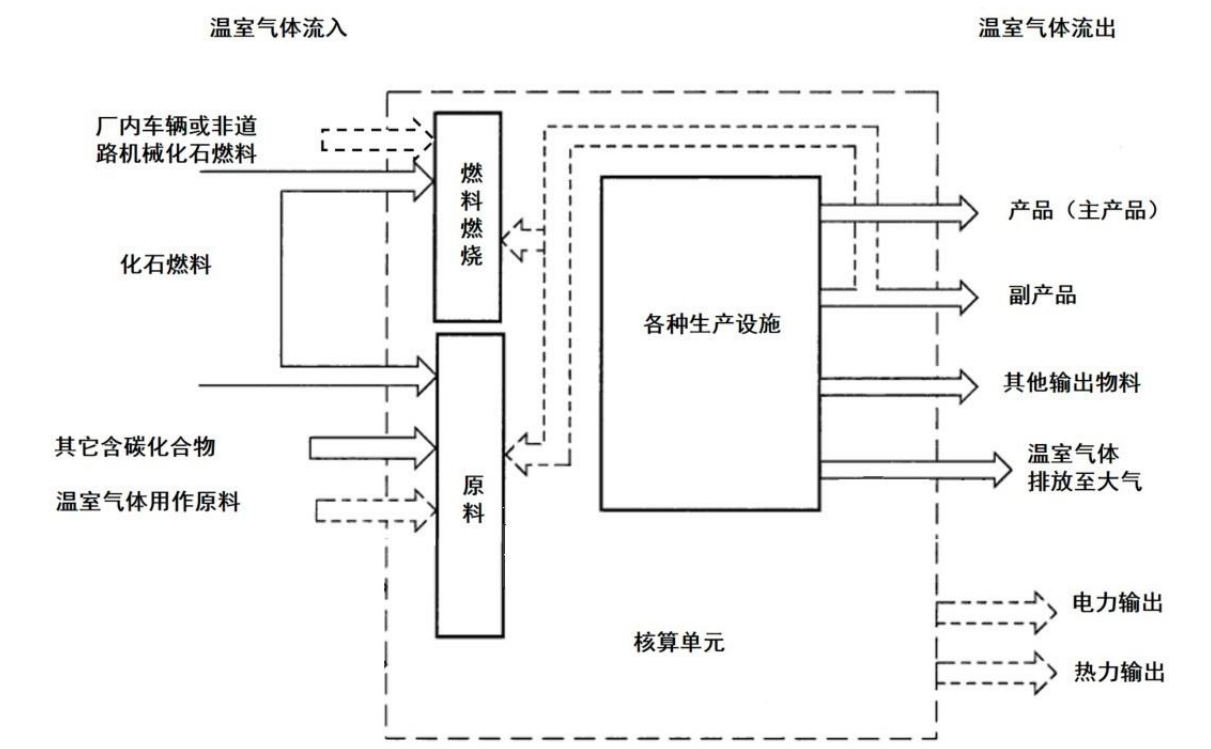 温室气体流入
温室气体流出
厂内车辆或非道
路机械化石燃料
化石燃料
其它含碳化合物
温室气体用作原料
燃料燃烧
原料
各种生产设施
核算单元
产品（主产品）
副产品
其他输出物料
温室气体
排放至大气
电力输出
热力输出